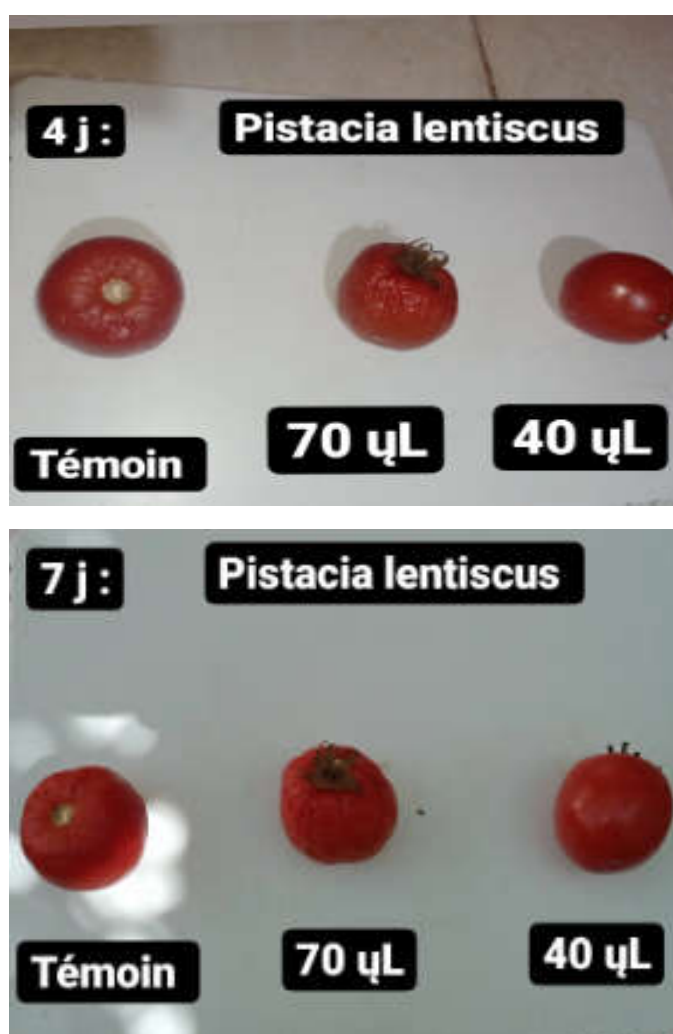 4 j :
Pistacia lentiscus
Témoin
70 ųL
40 ųL
7 j :
Pistacia lentiscus
Témoin
70 ųL
40 ųL